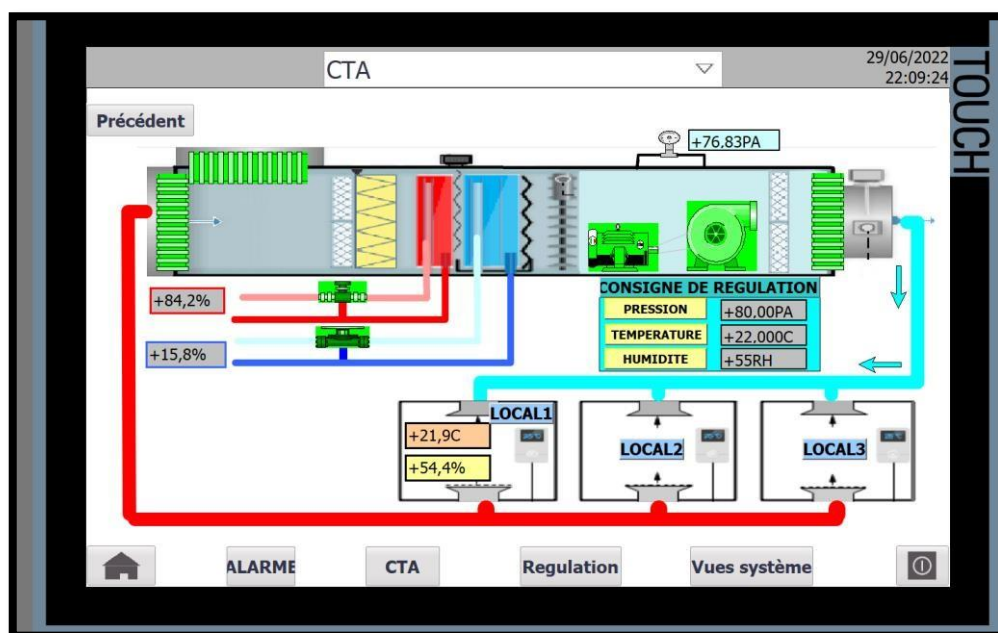 CTA
29/06/2022
22:09:24
TOUCH
Précédent
+76.83PA
+84,2%
+15,8%
CONSIGNE DE REGULATION
PRESSION
+80.00PA
TEMPERATURE
+22,000C
HUMIDITE
+55RH
LOCAL1
+21,9C
+54,4%
LOCAL2
LOCAL3
ALARME
CTA
Regulation
Vues système